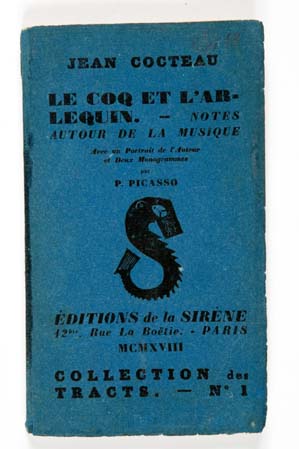 JEAN COCTEAU
LE COQ ET L'AR-
LEQUIN. — NOTES
AUTOUR DE LA MUSIQUE
Avec un Portrait de l'Auteur
et Deux Monogrammes
par
P. PICASSO
ÉDITIONS de la SIRÈNE
12bis, Rue La Boëtie. - PARIS
MCMXVIII
COLLECTION des
TRACTS. — N° 1